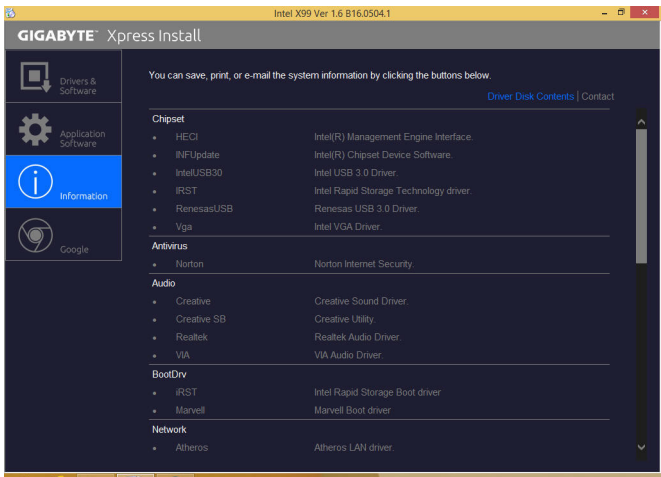 Intel X99 Ver 1.6 B16.0504.1
GIGABYTE™ Xpress Install
Drivers &
Software
Application
Software
Information
Google
You can save, print, or e-mail the system information by clicking the buttons below.
Driver Disk Contents | Contact
Chipset
• HECI Intel(R) Management Engine Interface.
• INFUpdate Intel(R) Chipset Device Software.
• IntelUSB30 Intel USB 3.0 Driver.
• IRST Intel Rapid Storage Technology driver.
• RenesasUSB Renesas USB 3.0 Driver.
• Vga Intel VGA Driver.
Antivirus
• Norton Norton Internet Security.
Audio
• Creative Creative Sound Driver.
• Creative SB Creative Utility.
• Realtek Realtek Audio Driver.
• VIA VIA Audio Driver.
BootDrv
• iRST Intel Rapid Storage Boot driver
• Marvell Marvell Boot driver
Network
• Atheros Atheros LAN driver.